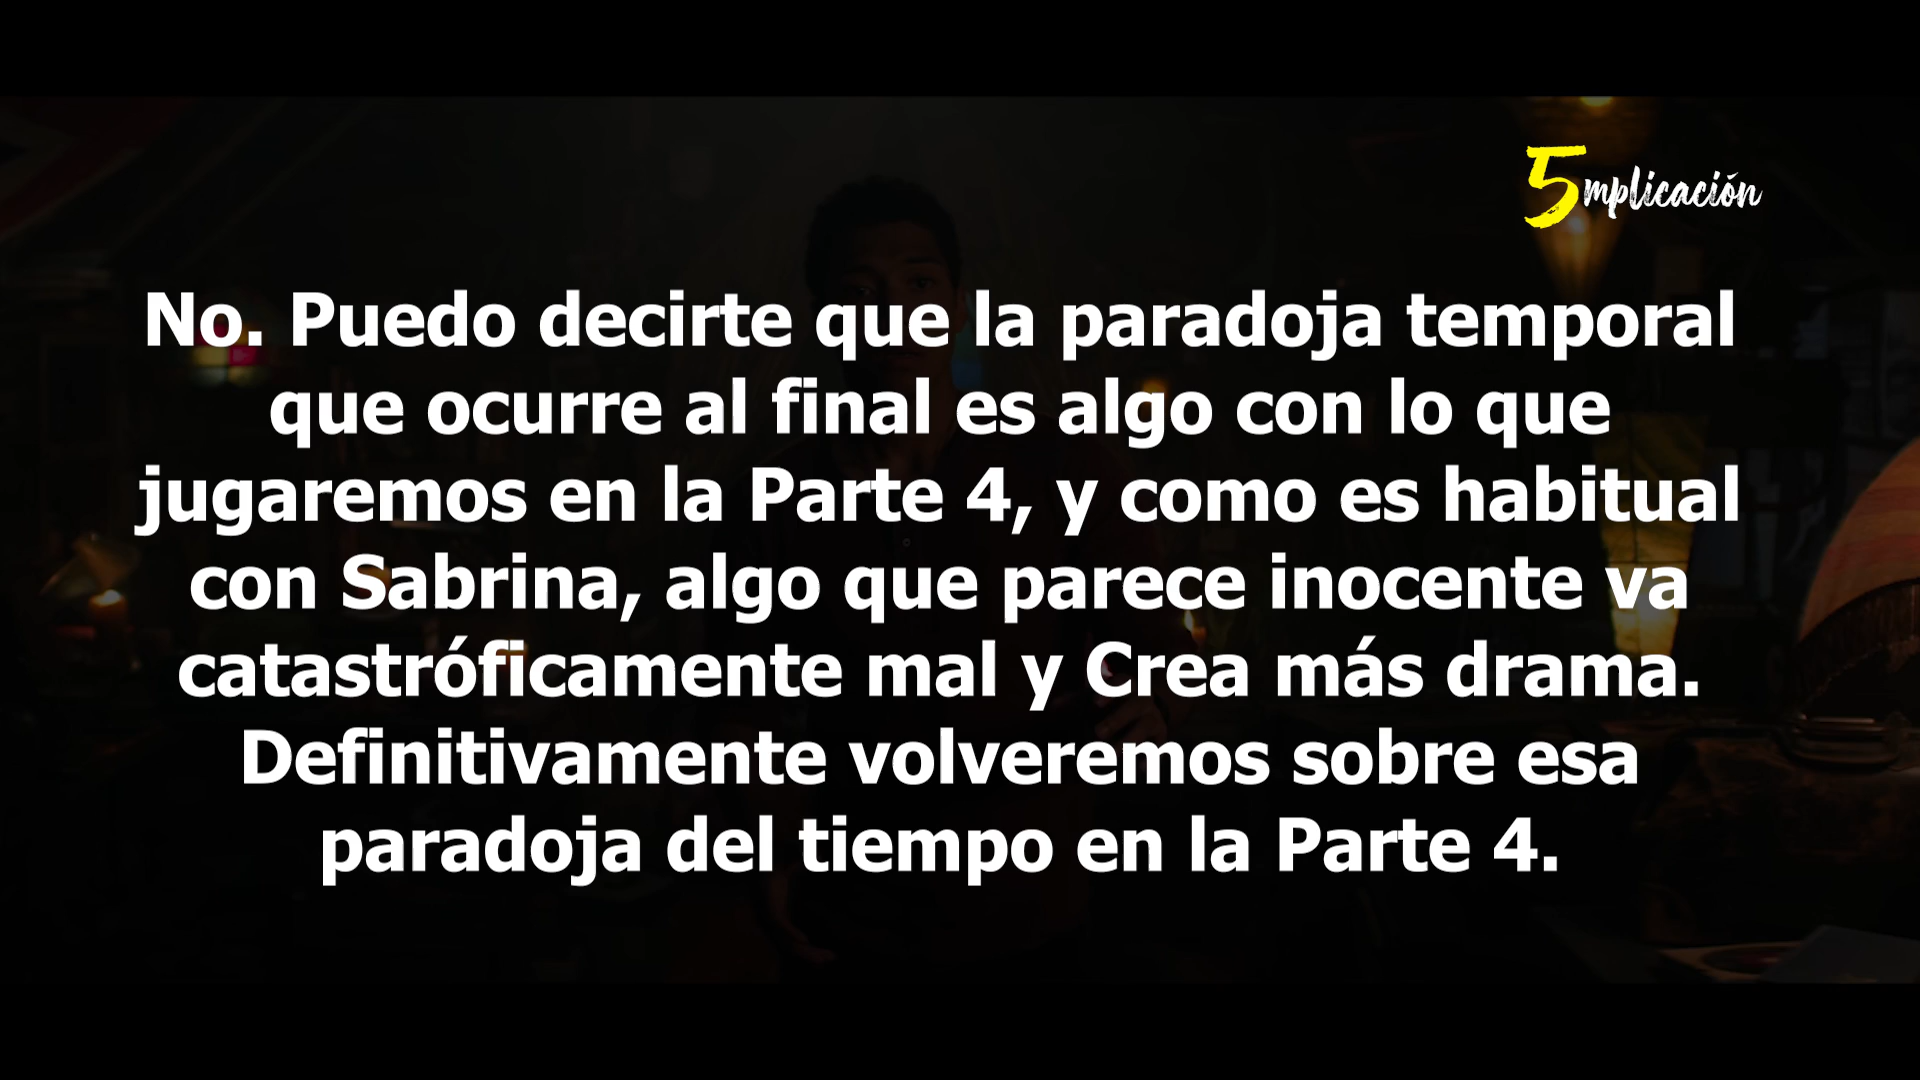 5mplicación
No. Puedo decirte que la paradoja temporal
que ocurre al final es algo con lo que
jugaremos en la Parte 4, y como es habitual
con Sabrina, algo que parece inocente va
catastróficamente mal y Crea más drama.
Definitivamente volveremos sobre esa
paradoja del tiempo en la Parte 4.